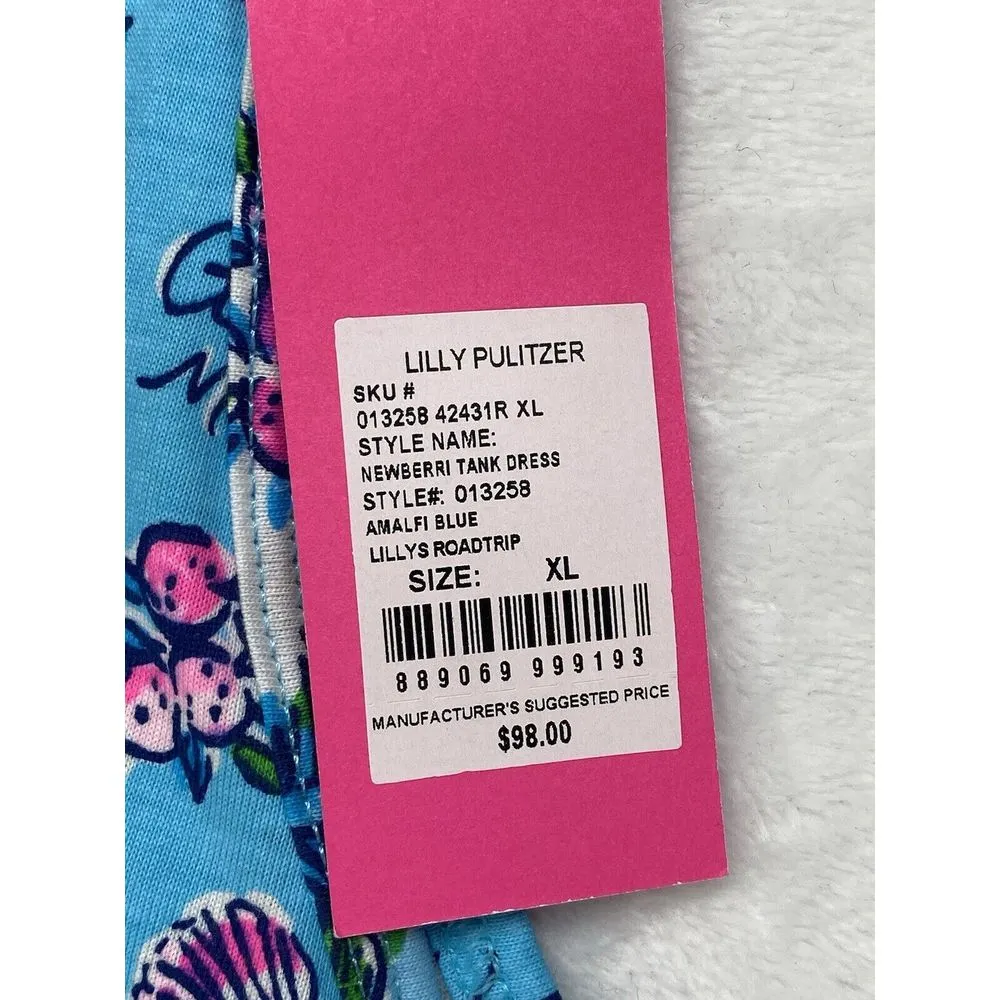 LILLY PULITZER
SKU #
013258 42431R XL
STYLE NAME:
NEWBERRI TANK DRESS
STYLE#: 013258
AMALFI BLUE
LILLYS ROADTRIP
SIZE: XL
889069 999193
MANUFACTURER'S SUGGESTED PRICE
$98.00